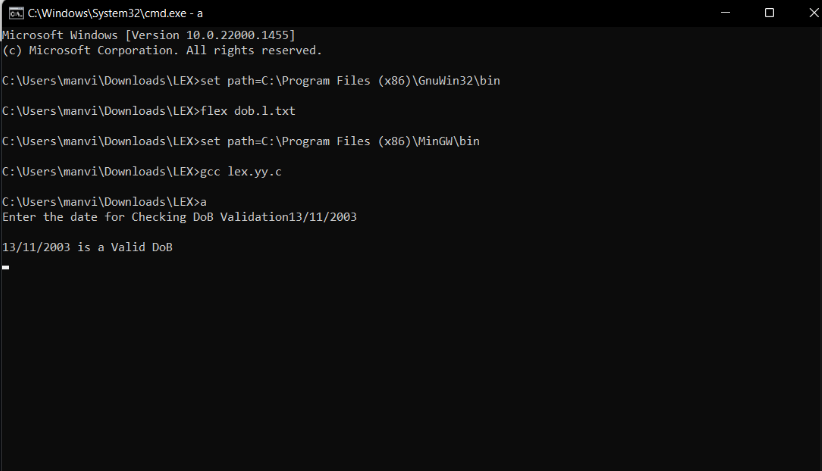 C:\Windows\System32\cmd.exe - a
Microsoft Windows [Version 10.0.22000.1455]
(c) Microsoft Corporation. All rights reserved.
C:\Users\manvi\Downloads\LEX>set path=C:\Program Files (x86)\GnuWin32\bin
C:\Users\manvi\Downloads\LEX>flex dob.l.txt
C:\Users\manvi\Downloads\LEX>set path=C:\Program Files (x86)\MinGW\bin
C:\Users\manvi\Downloads\LEX>gcc lex.yy.c
C:\Users\manvi\Downloads\LEX>a
Enter the date for Checking DoB Validation13/11/2003
13/11/2003 is a Valid DoB